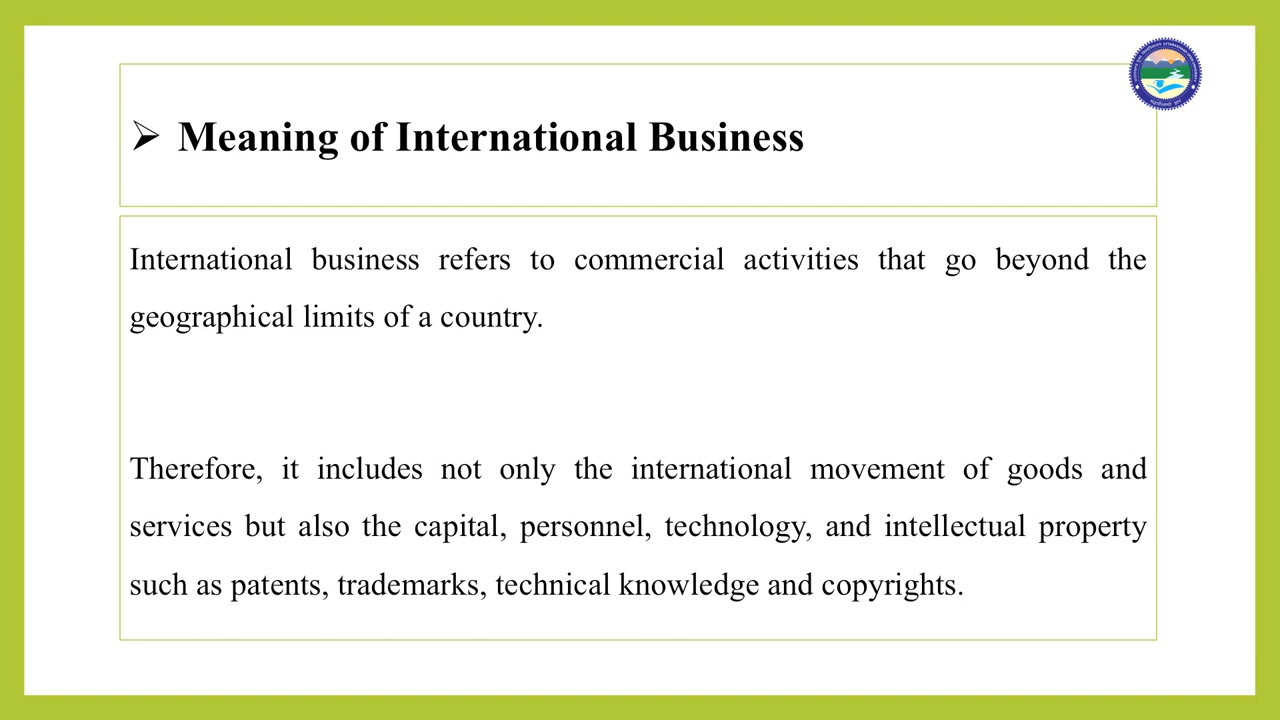 ➢ Meaning of International Business
International business refers to commercial activities that go beyond the
geographical limits of a country.
Therefore, it includes not only the international movement of goods and
services but also the capital, personnel, technology, and intellectual property
such as patents, trademarks, technical knowledge and copyrights.